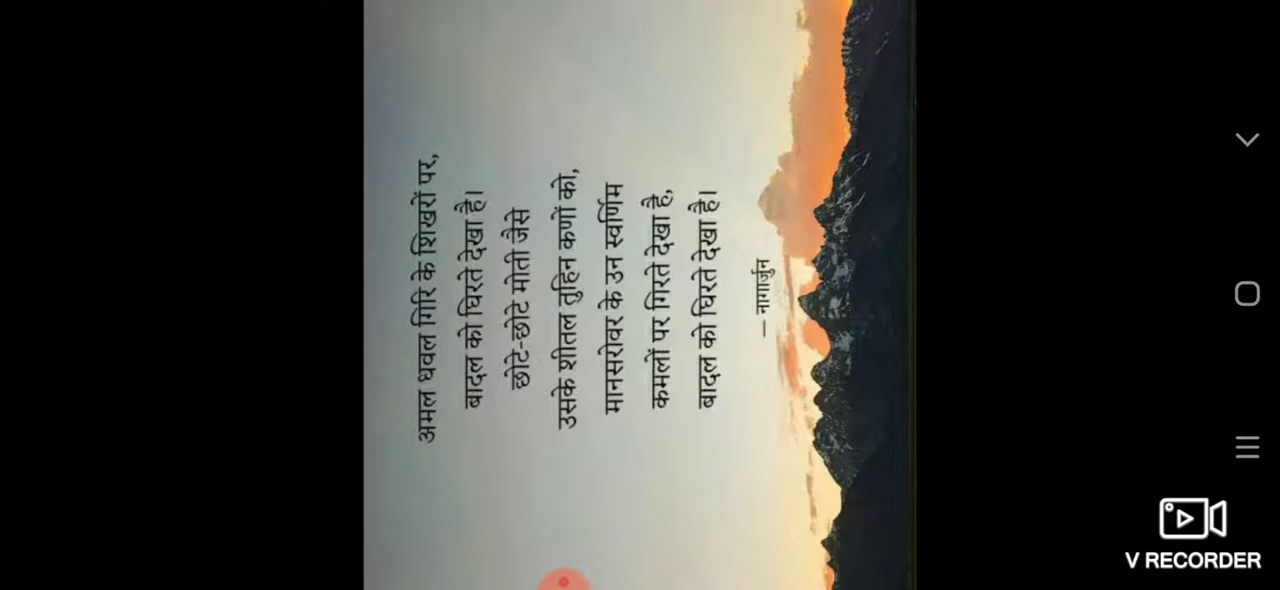 अमल धवल गिरि के शिखरों पर,
बादल को घिरते देखा है।
छोटे-छोटे मोती जैसे
उसके शीतल तुहिन कणों को,
मानसरोवर के उन स्वर्णिम
कमलों पर गिरते देखा है,
बादल को घिरते देखा है।
— नागार्जुन
V RECORDER